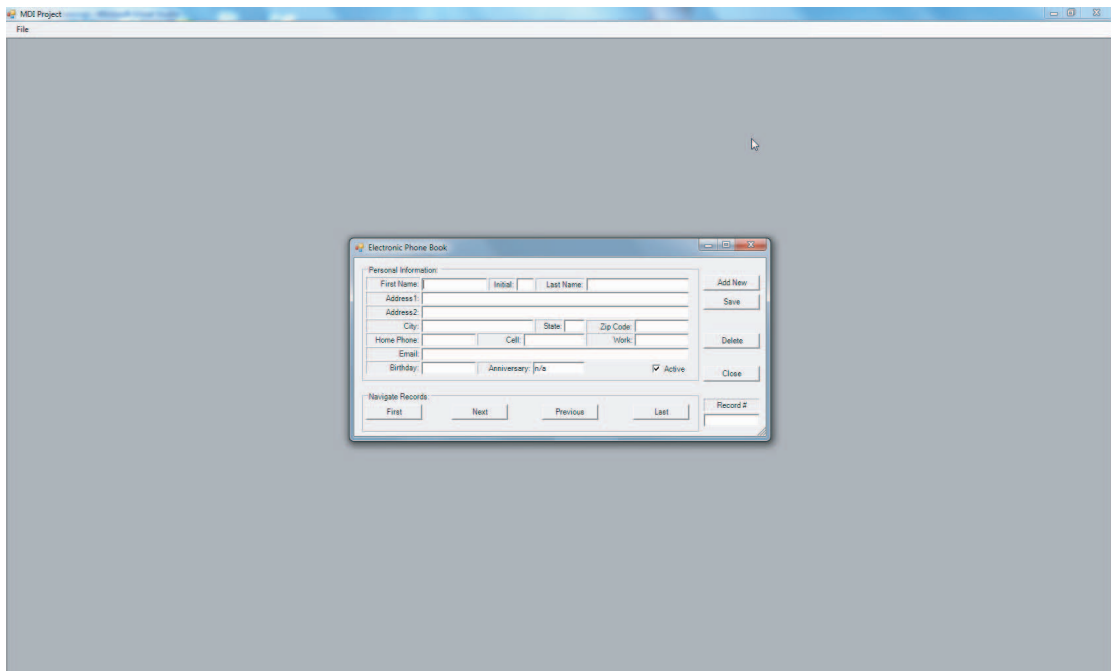 MDI Project
File
Electronic Phone Book
Personal Information:
First Name: Initial: Last Name:
Address1:
Address2:
City: State: Zip Code:
Home Phone: Cell: Work:
Email:
Birthday: Anniversary: n/a Active
Add New
Save
Delete
Close
Navigate Records:
First Next Previous Last
Record #